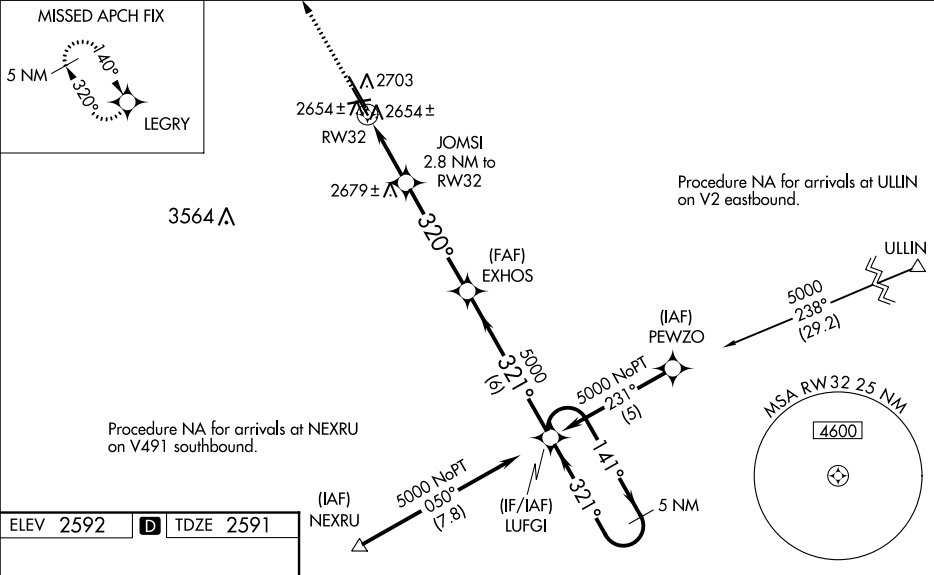 MISSED APCH FIX
5 NM
140°
320°
LEGRY
2703
2654 ±
2654 ±
RW32
JOMSI
2.8 NM to
RW32
2679 ±
3564
Procedure NA for arrivals at ULLIN
on V2 eastbound.
320°
(FAF)
EXHOS
ULLIN
5000
238°
(29.2)
(IAF)
PEWZO
5000
321°
(6)
5000 NoPT
231°
(5)
MSA RW32 25 NM
4600
Procedure NA for arrivals at NEXRU
on V491 southbound.
141°
321°
5 NM
5000 NoPT
050°
(7.8)
(IAF)
NEXRU
(IF/IAF)
LUFGI
ELEV 2592 D TDZE 2591